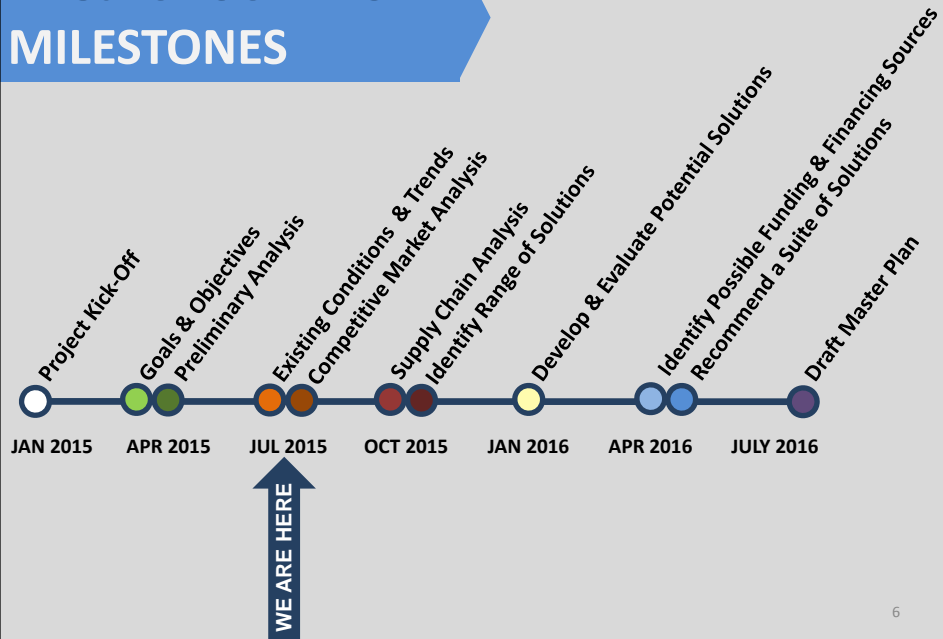 MILESTONES
Project Kick-Off
Goals & Objectives
Preliminary Analysis
Existing Conditions & Trends
Competitive Market Analysis
Supply Chain Analysis
Identify Range of Solutions
Develop & Evaluate Potential Solutions
Identify Possible Funding & Financing Sources
Recommend a Suite of Solutions
Draft Master Plan
JAN 2015
APR 2015
JUL 2015
OCT 2015
JAN 2016
APR 2016
JULY 2016
WE ARE HERE
6